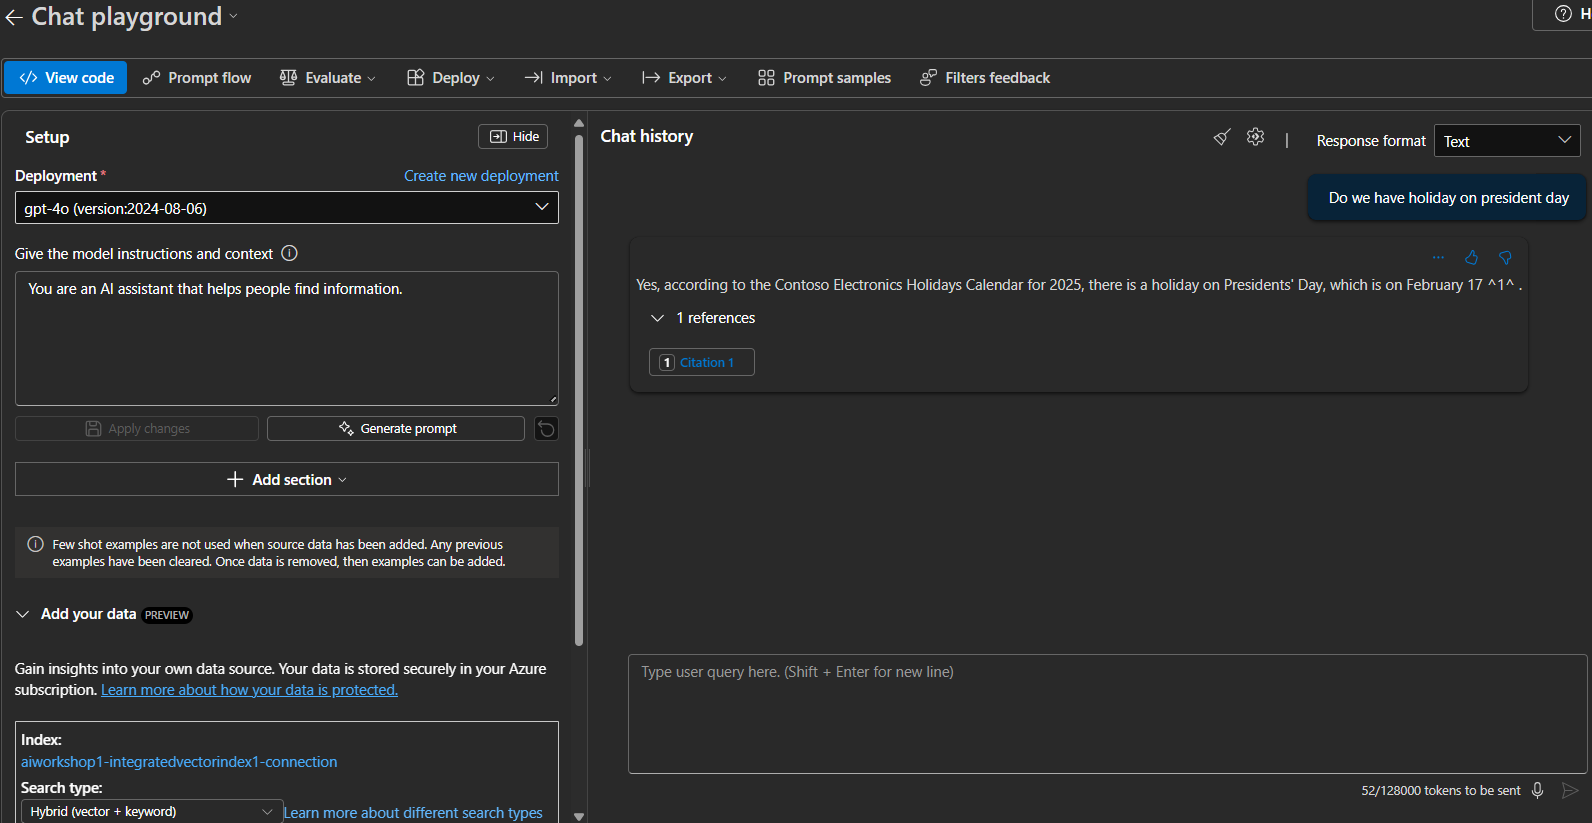 Chat playground
H
View code
Prompt flow
Evaluate
Deploy
Import
Export
Prompt samples
Filters feedback
Setup
Hide
Deployment *
Create new deployment
gpt-4o (version:2024-08-06)
Give the model instructions and context
You are an AI assistant that helps people find information.
Apply changes
Generate prompt
Add section
Few shot examples are not used when source data has been added. Any previous
examples have been cleared. Once data is removed, then examples can be added.
Add your data PREVIEW
Gain insights into your own data source. Your data is stored securely in your Azure
subscription. Learn more about how your data is protected.
Index:
aiworkshop1-integratedvectorindex1-connection
Search type:
Hybrid (vector + keyword)
Learn more about different search types
Chat history
Response format
Text
Do we have holiday on president day
Yes, according to the Contoso Electronics Holidays Calendar for 2025, there is a holiday on Presidents' Day, which is on February 17 ^1^ .
1 references
1 Citation 1
Type user query here. (Shift + Enter for new line)
52/128000 tokens to be sent